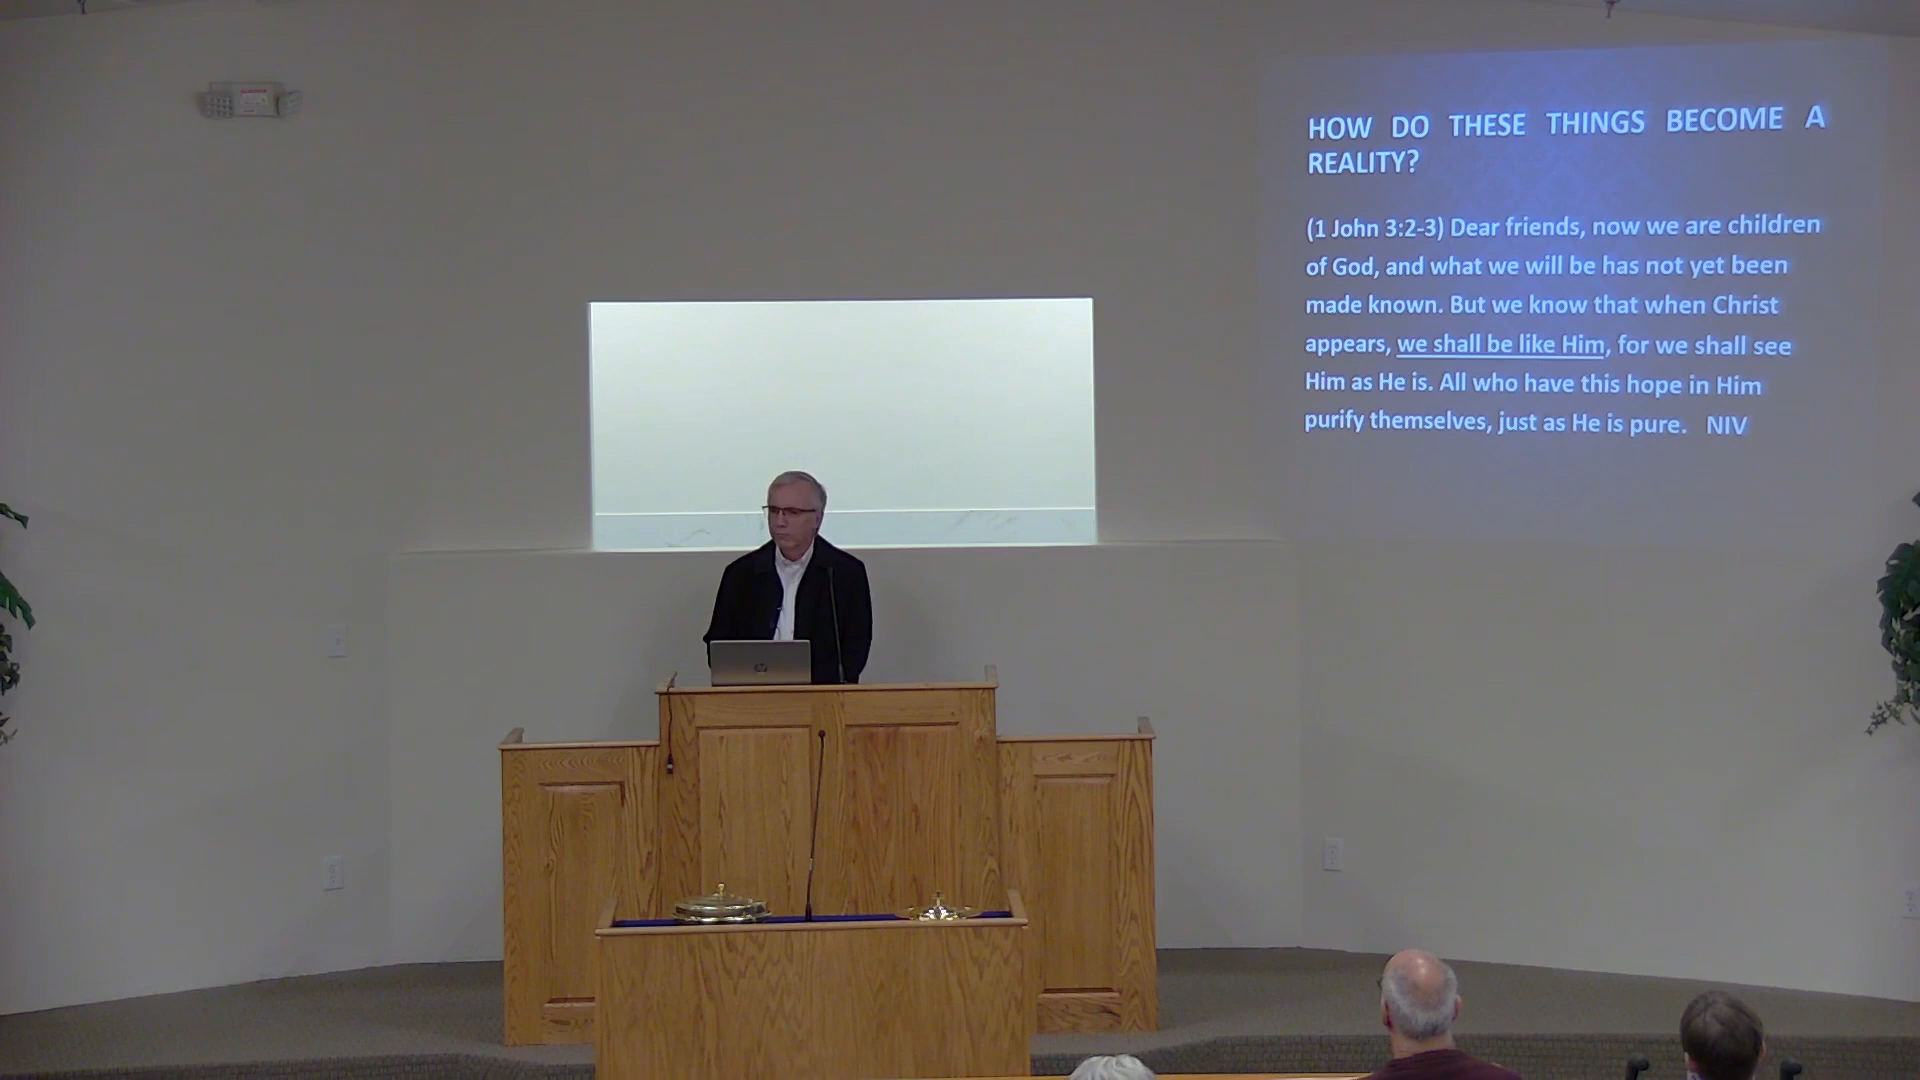 HOW DO THESE THINGS BECOME A
REALITY?
(1 John 3:2-3) Dear friends, now we are children
of God, and what we will be has not yet been
made known. But we know that when Christ
appears, we shall be like Him, for we shall see
Him as He is. All who have this hope in Him
purify themselves, just as He is pure. NIV
hp